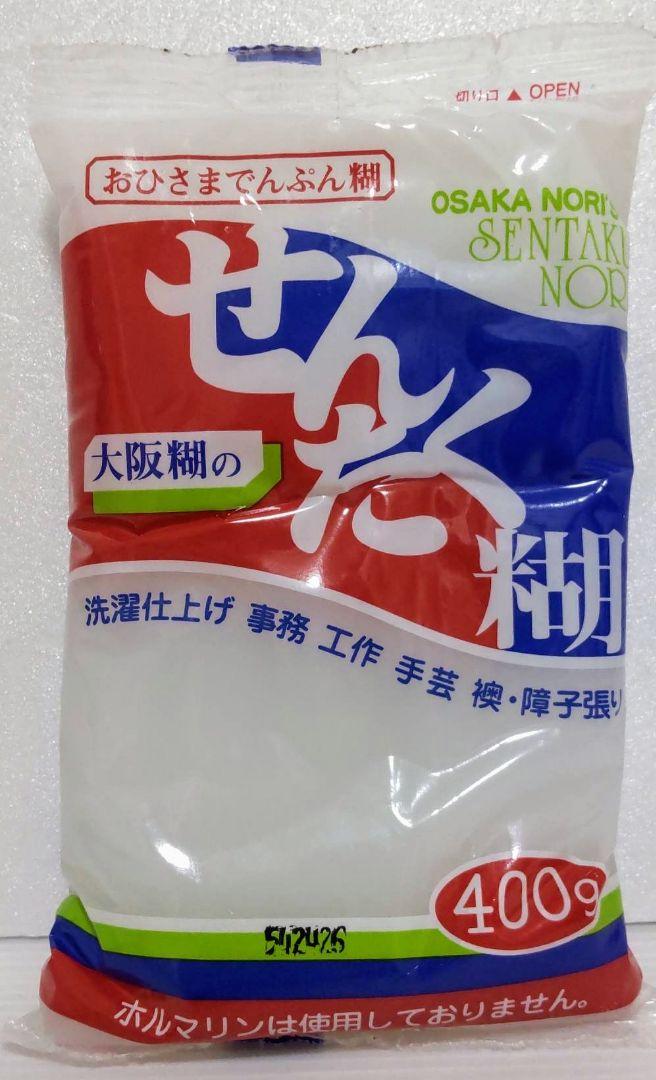 切り口 ▲ OPEN
おひさまでんぷん糊
OSAKA NORI'S
SENTAKU
NORI
せんたく糊
大阪糊の
洗濯仕上げ 事務 工作 手芸 襖・障子張り
400g
542426
ホルマリンは使用しておりません。